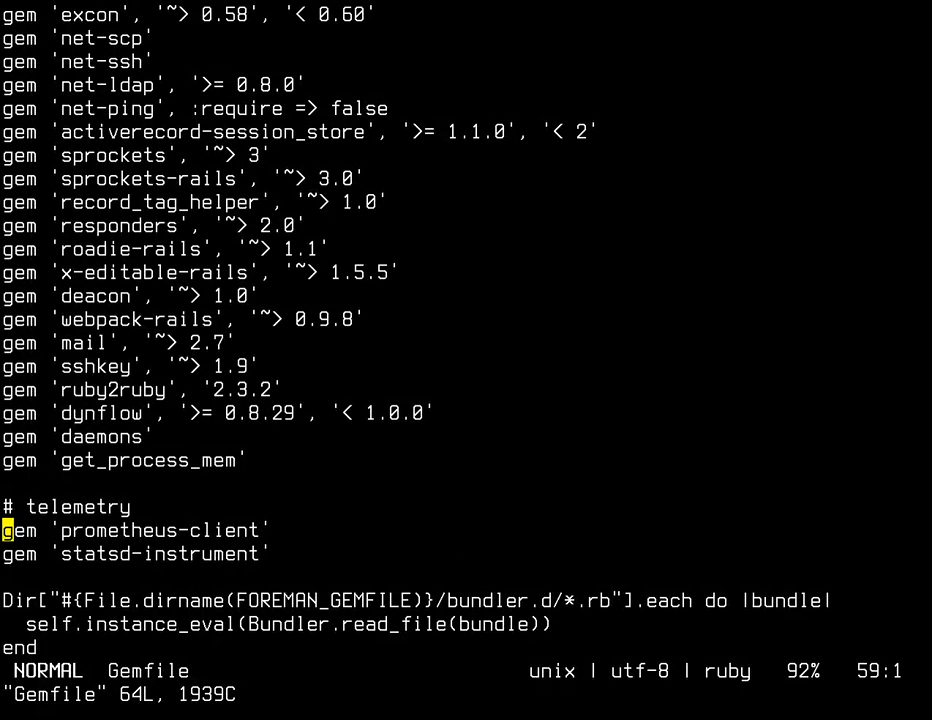 gem 'excon', '~> 0.58', '< 0.60'
gem 'net-scp'
gem 'net-ssh'
gem 'net-ldap', '>= 0.8.0'
gem 'net-ping', :require => false
gem 'activerecord-session_store', '>= 1.1.0', '< 2'
gem 'sprockets', '~> 3'
gem 'sprockets-rails', '~> 3.0'
gem 'record_tag_helper', '~> 1.0'
gem 'responders', '~> 2.0'
gem 'roadie-rails', '~> 1.1'
gem 'x-editable-rails', '~> 1.5.5'
gem 'deacon', '~> 1.0'
gem 'webpack-rails', '~> 0.9.8'
gem 'mail', '~> 2.7'
gem 'sshkey', '~> 1.9'
gem 'ruby2ruby', '2.3.2'
gem 'dynflow', '>= 0.8.29', '< 1.0.0'
gem 'daemons'
gem 'get_process_mem'
# telemetry
gem 'prometheus-client'
gem 'statsd-instrument'
Dir["#{File.dirname(FOREMAN_GEMFILE)}/bundler.d/*.rb"].each do |bundle|
  self.instance_eval(Bundler.read_file(bundle))
end
NORMAL Gemfile unix | utf-8 | ruby 92% 59:1
"Gemfile" 64L, 1939C